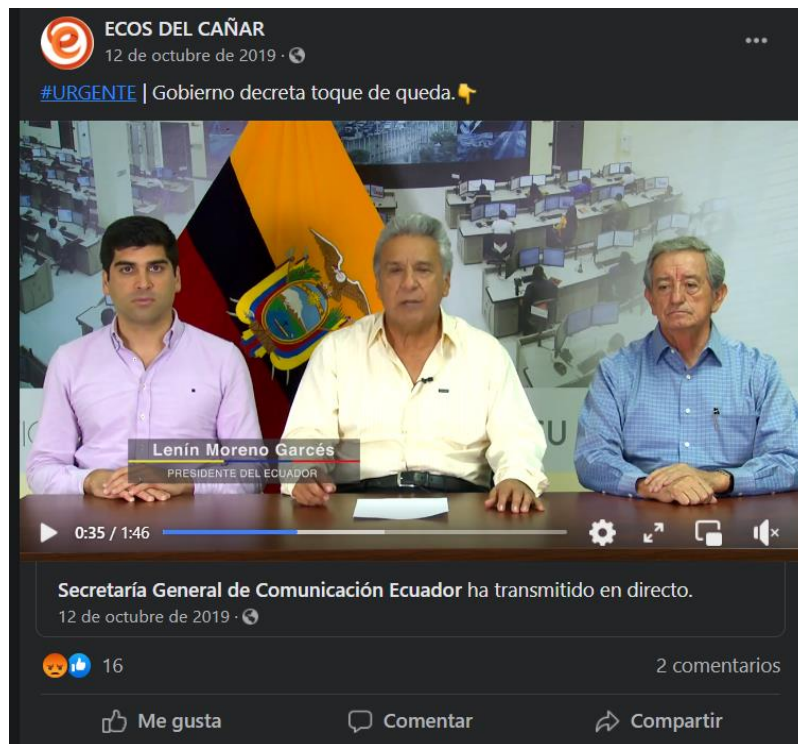 ECOS DEL CAÑAR
12 de octubre de 2019 ·
#URGENTE | Gobierno decreta toque de queda.
Lenín Moreno Garcés
PRESIDENTE DEL ECUADOR
0:35 / 1:46
Secretaría General de Comunicación Ecuador ha transmitido en directo.
12 de octubre de 2019 ·
16
2 comentarios
Me gusta
Comentar
Compartir